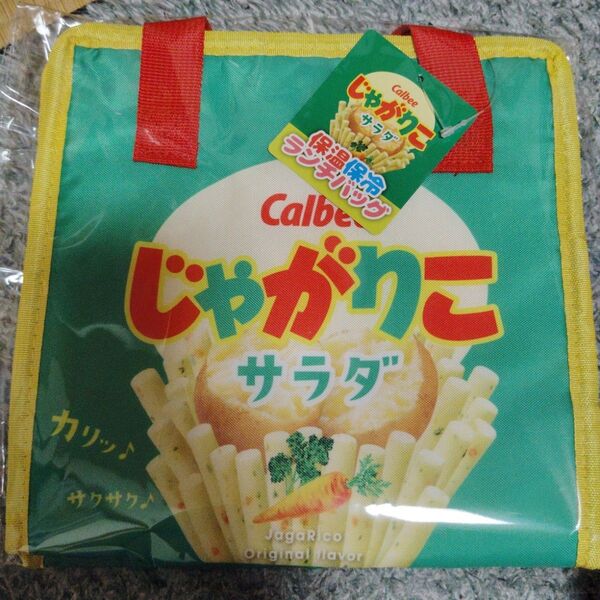 Calbee
じゃがりこ
サラダ
保温保冷
ランチバッグ
Calbee
じゃがりこ
サラダ
カリッ♪
サクサク♪
JagaRico
Original flavor